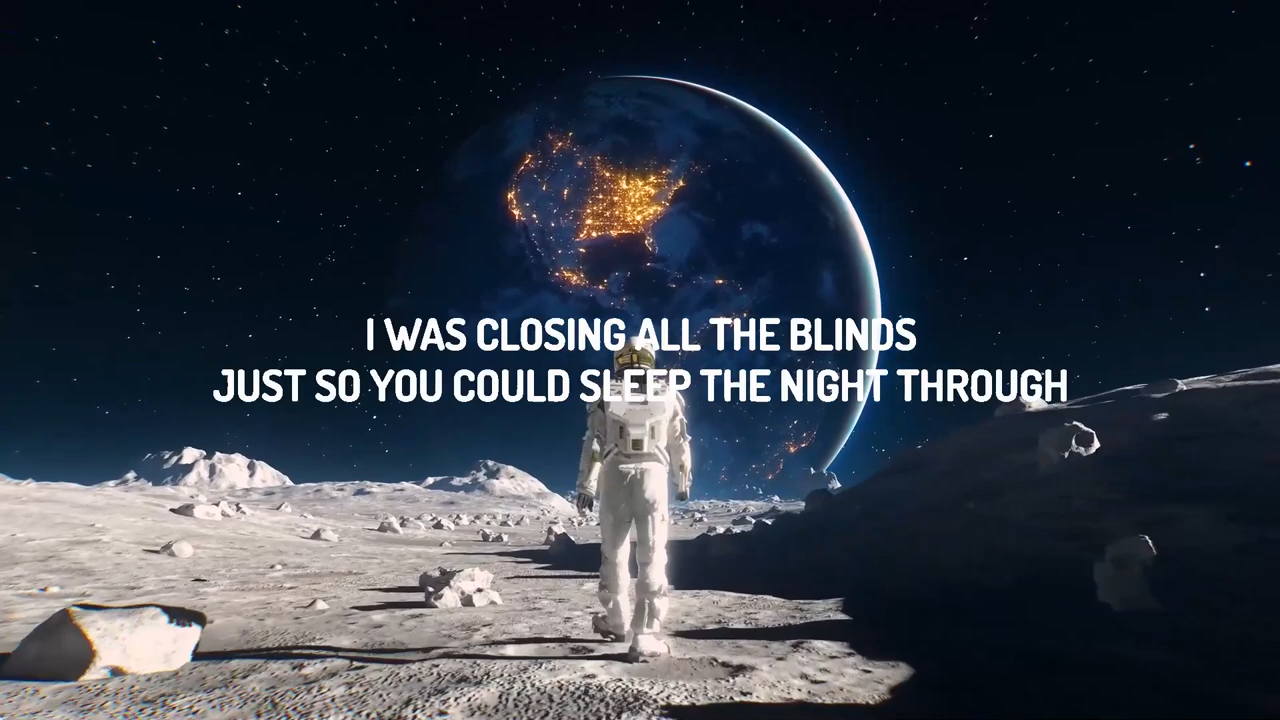 I WAS CLOSING ALL THE BLINDS
JUST SO YOU COULD SLEEP THE NIGHT THROUGH